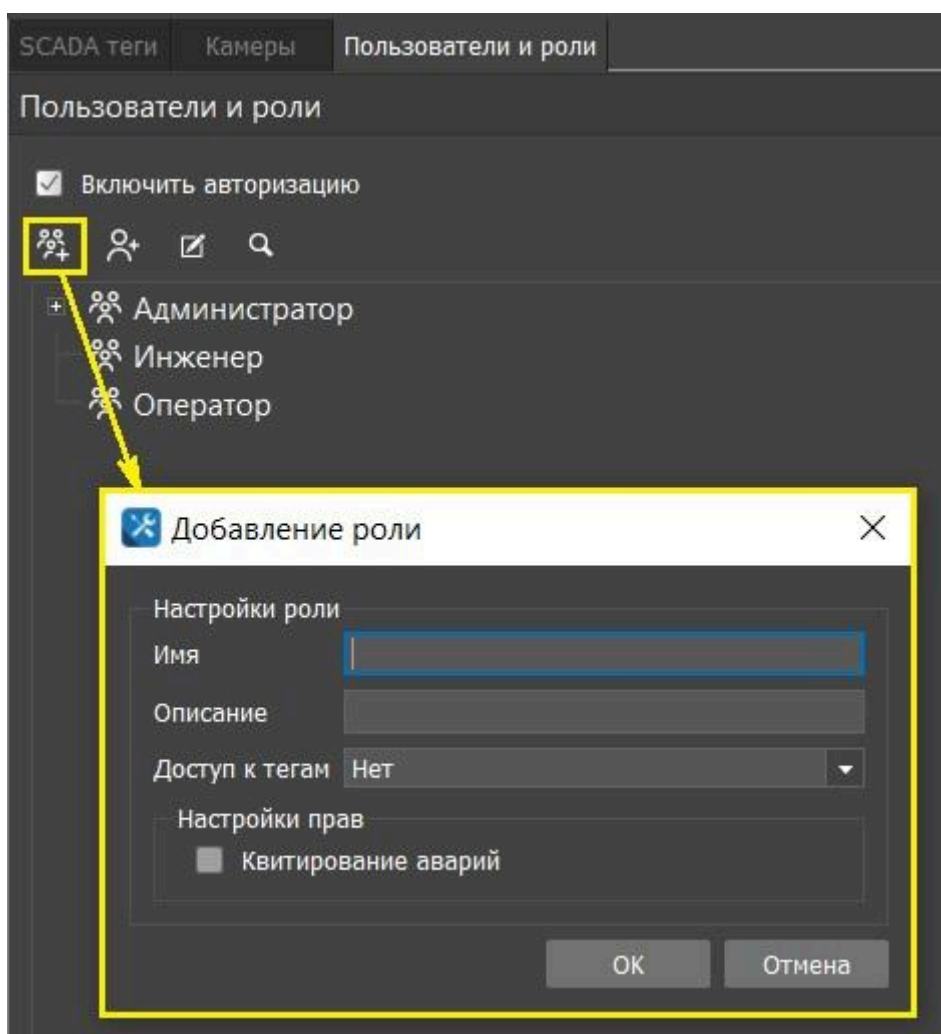 SCADA теги Камеры Пользователи и роли
Пользователи и роли
Включить авторизацию
Администратор
Инженер
Оператор
Добавление роли
Настройки роли
Имя
Описание
Доступ к тегам Нет
Настройки прав
Квитирование аварий
OK Отмена